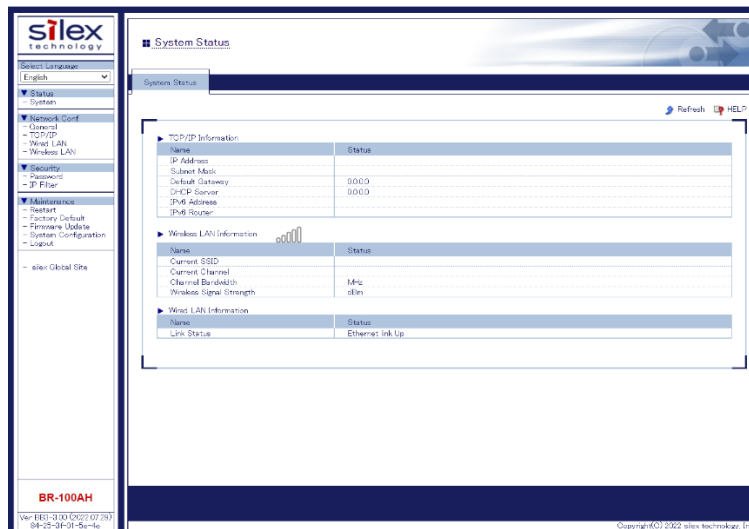 silex
technology
Select Language
English
▼ Status
- System
▼ Network Conf
- General
- TCP/IP
- Wired LAN
- Wireless LAN
▼ Security
- Password
- IP Filter
▼ Maintenance
- Restart
- Factory Default
- Firmware Update
- System Configuration
- Logout
- silex Global Site
BR-100AH
Ver BB3-3.00 (2022.07.29)
84-25-3f-01-5e-4e
System Status
System Status
Refresh HELP
▶ TCP/IP Information
Name Status
IP Address
Subnet Mask
Default Gateway 0.0.0.0
DHCP Server 0.0.0.0
IPv6 Address
IPv6 Router
▶ Wireless LAN Information
Name Status
Current SSID
Current Channel
Channel Bandwidth MHz
Wireless Signal Strength dBm
▶ Wired LAN Information
Name Status
Link Status Ethernet link Up
Copyright(C) 2022 silex technology, In